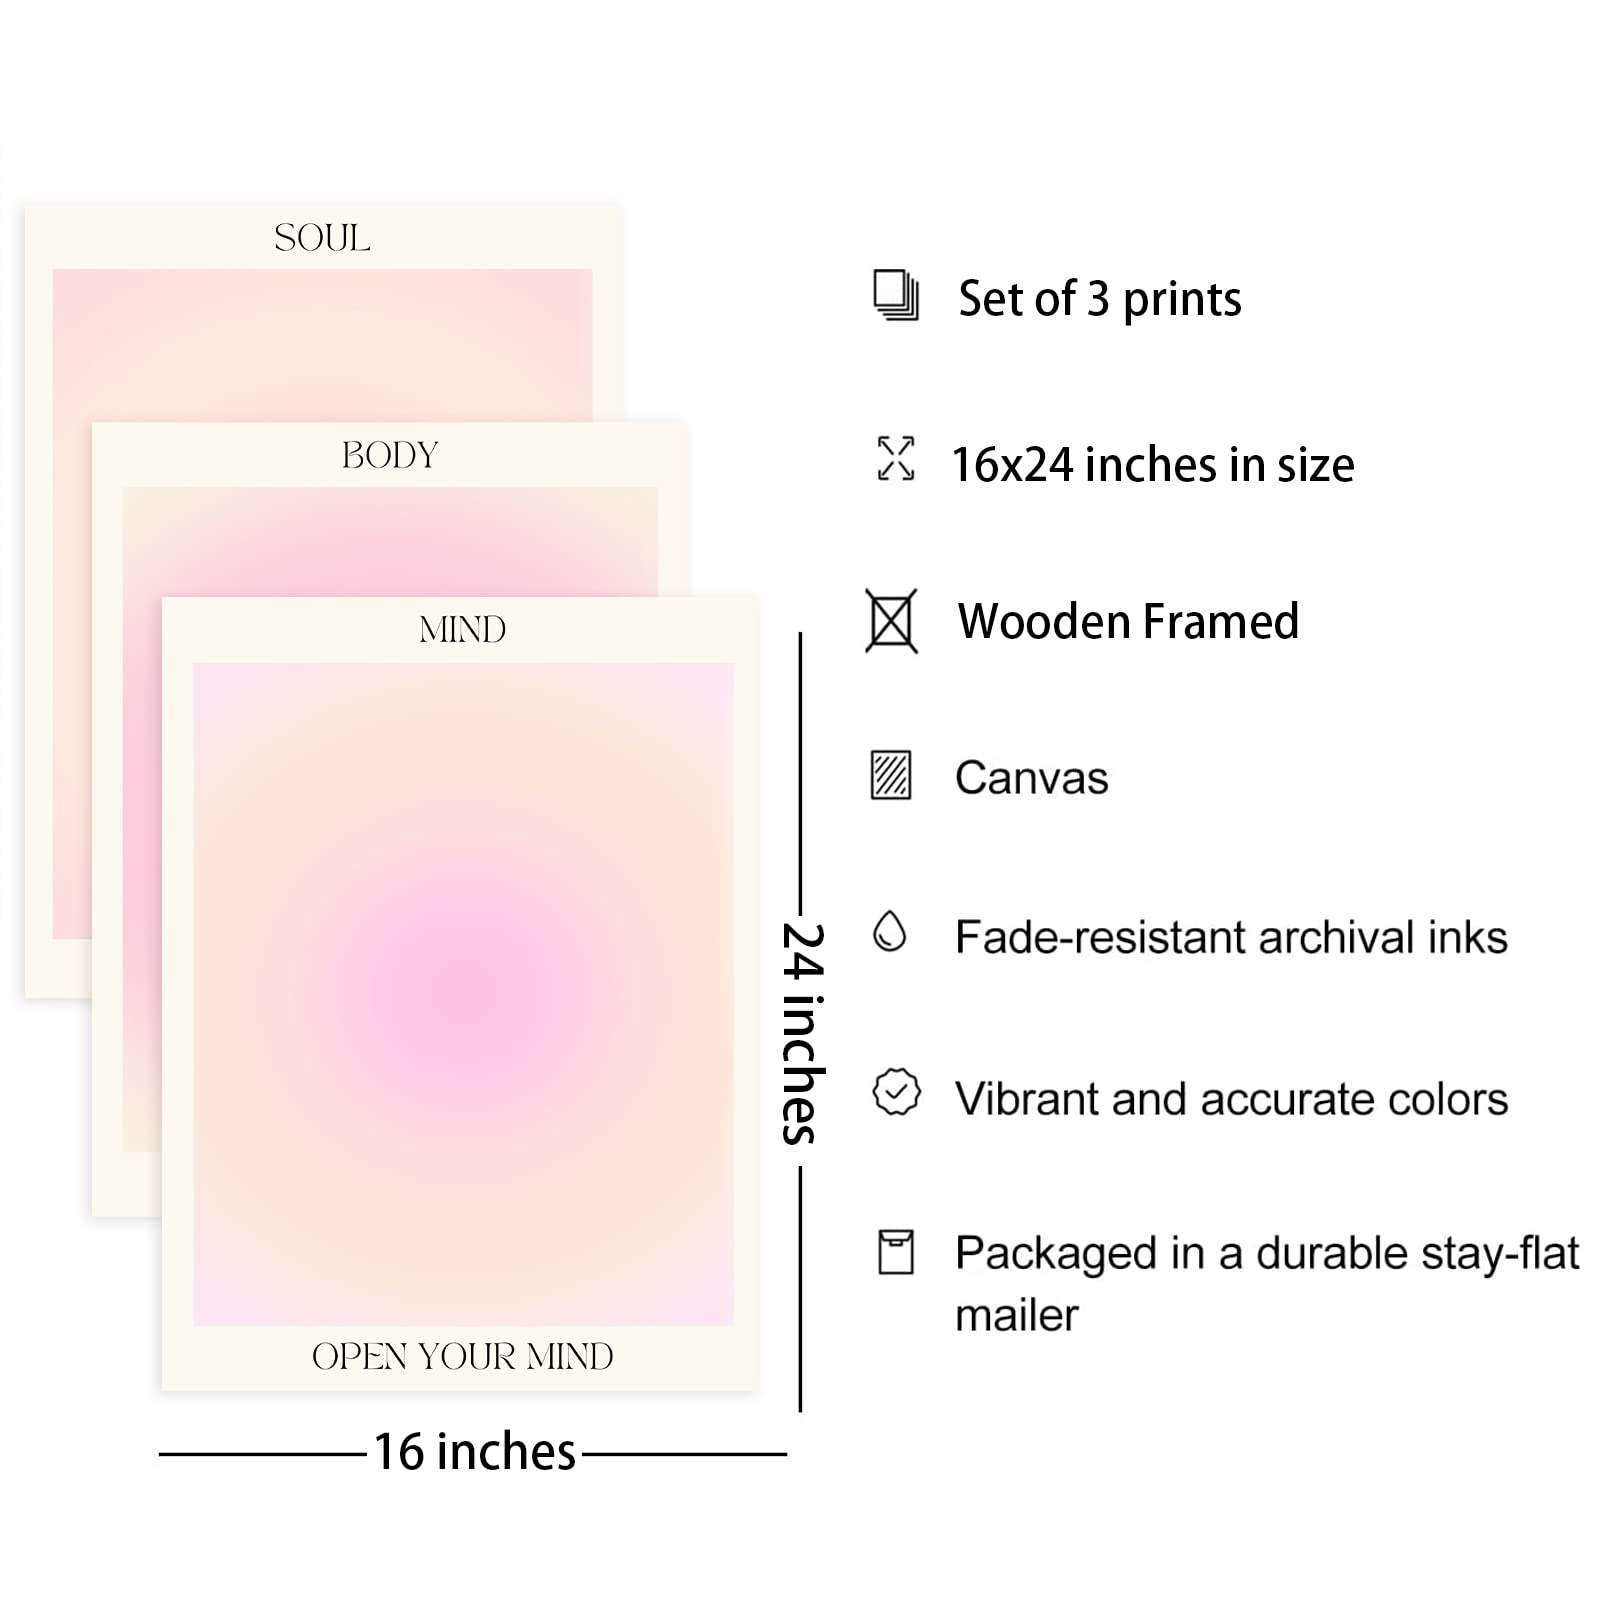 SOUL
BODY
MIND
OPEN YOUR MIND
16 inches
24 inches
Set of 3 prints
16x24 inches in size
Wooden Framed
Canvas
Fade-resistant archival inks
Vibrant and accurate colors
Packaged in a durable stay-flat
mailer